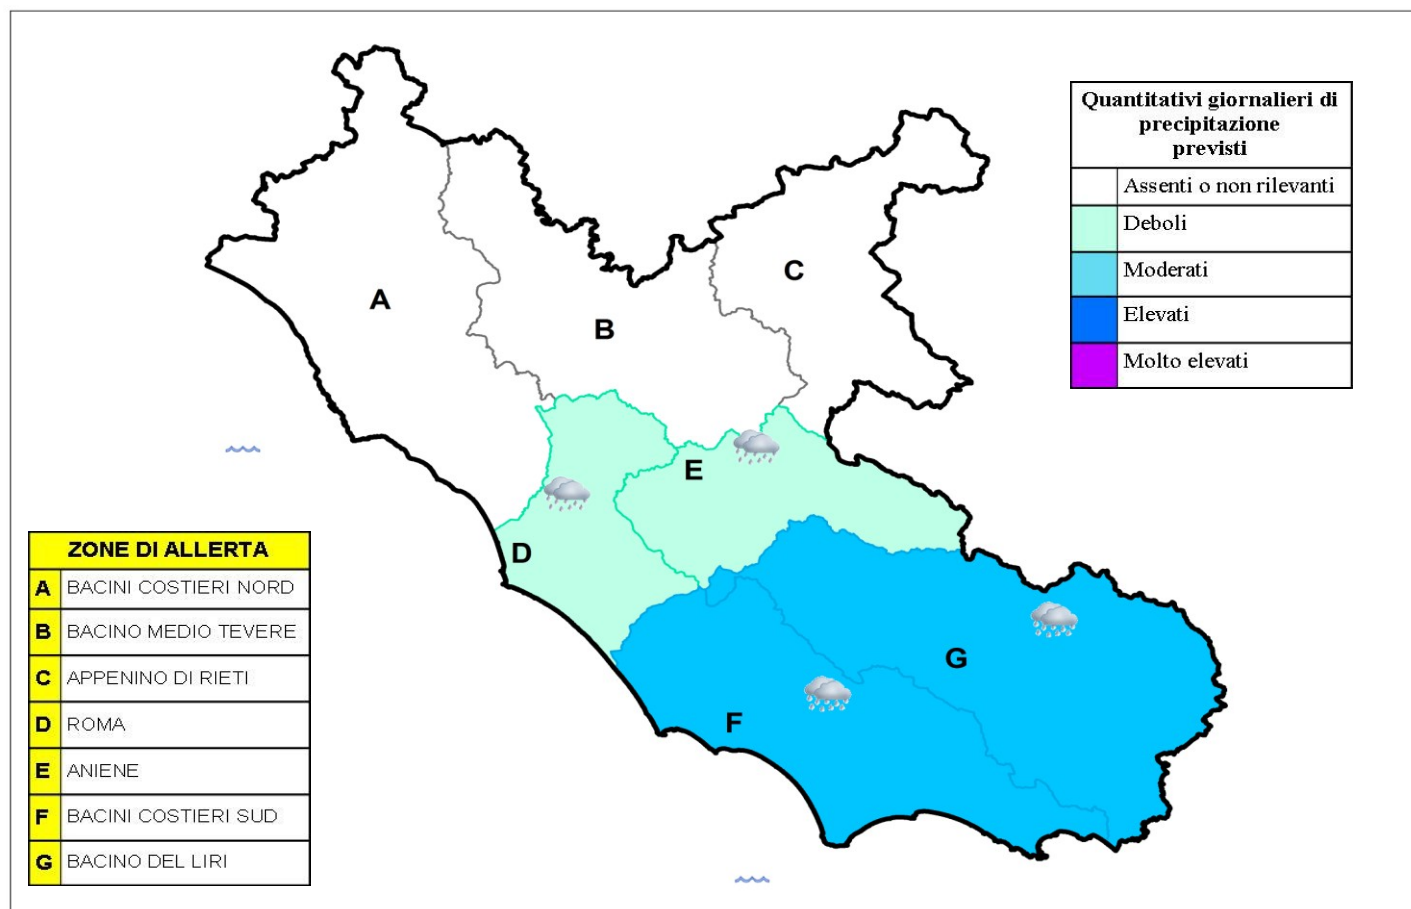 Quantitativi giornalieri di
precipitazione
previsti
Assenti o non rilevanti
Deboli
Moderati
Elevati
Molto elevati
A
B
C
E
D
G
F
ZONE DI ALLERTA
A BACINI COSTIERI NORD
B BACINO MEDIO TEVERE
C APPENINO DI RIETI
D ROMA
E ANIENE
F BACINI COSTIERI SUD
G BACINO DEL LIRI